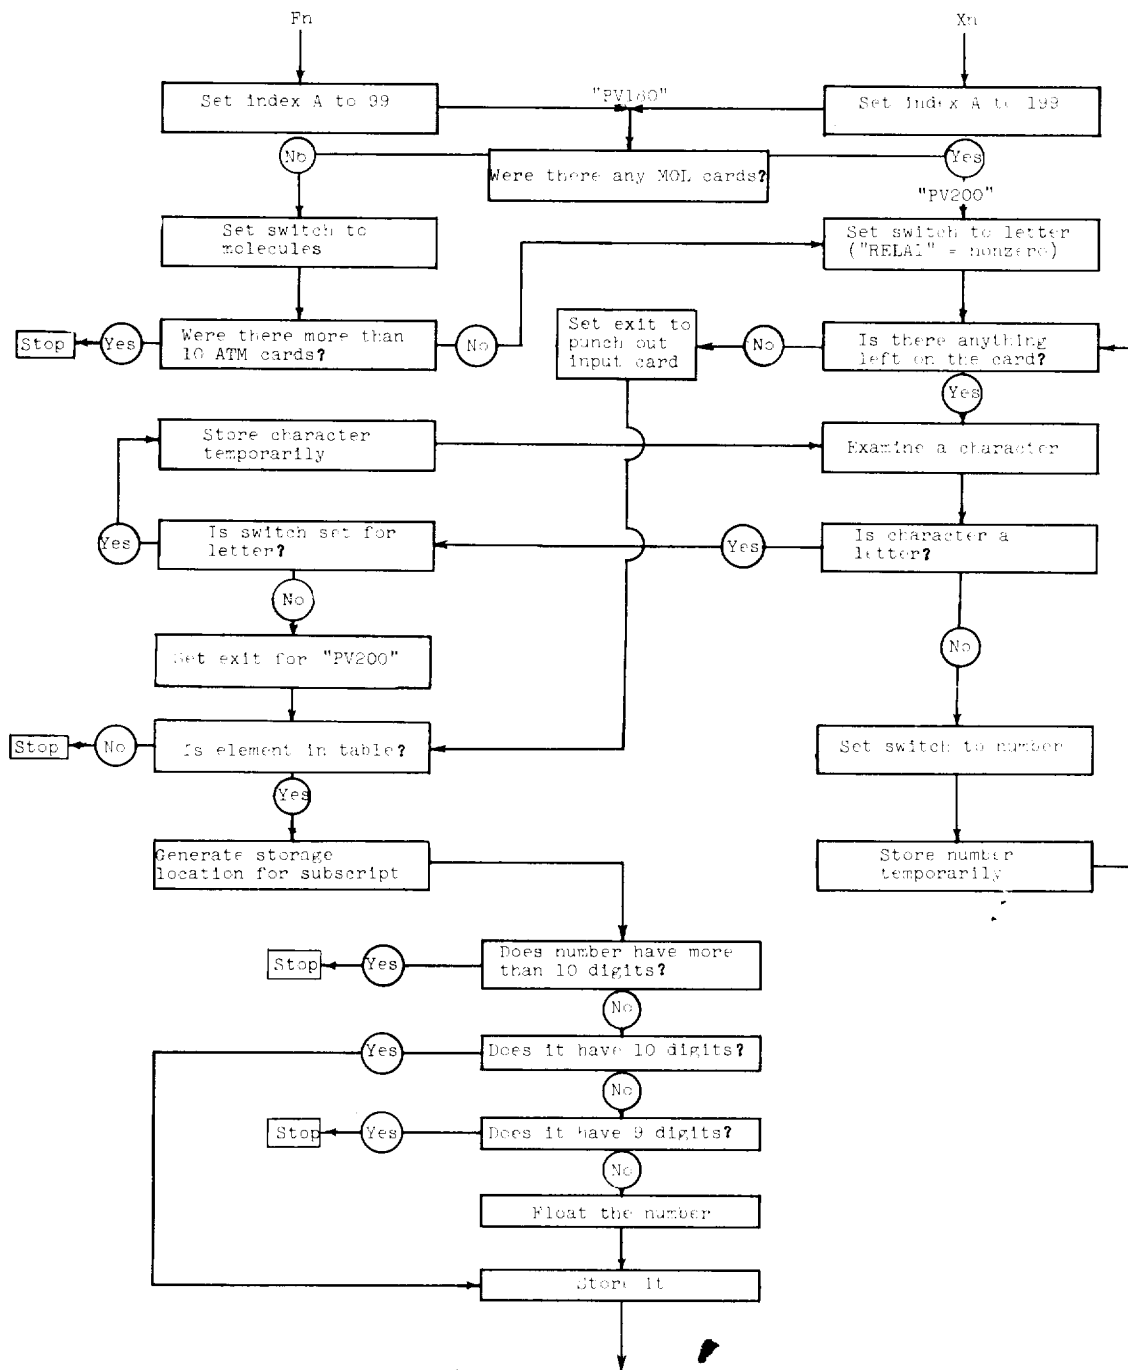 Fn
Xn
Set index A to 99
"PV160"
Set index A to 199
No
Were there any MOL cards?
Yes
"PV200"
Set switch to
molecules
Set switch to letter
("RELA1" = nonzero)
Stop
Yes
Were there more than
10 ATM cards?
No
Set exit to
punch out
input card
No
Is there anything
left on the card?
Yes
Store character
temporarily
Examine a character
Yes
Is switch set for
letter?
Yes
Is character a
letter?
No
No
Set exit for "PV200"
Stop
No
Is element in table?
Set switch to number
Yes
Generate storage
location for subscript
Store number
temporarily
Stop
Yes
Does number have more
than 10 digits?
No
Yes
Does it have 10 digits?
No
Stop
Yes
Does it have 9 digits?
No
Float the number
Store it